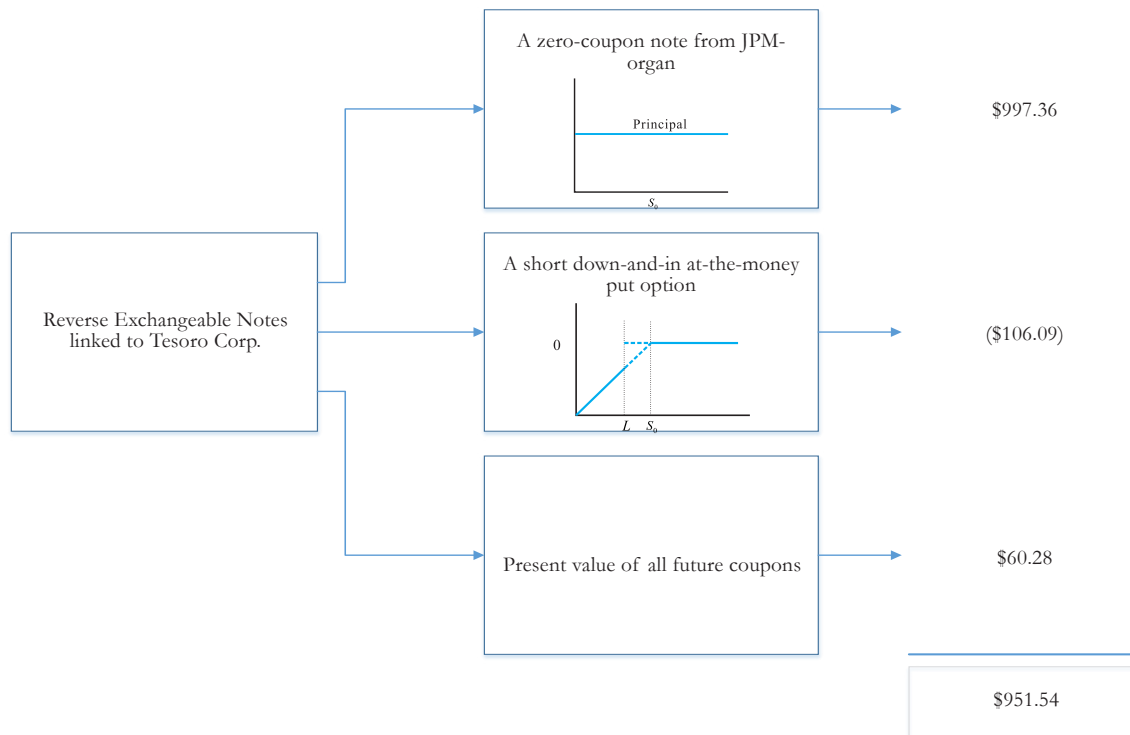 A zero-coupon note from JPM-
organ
Principal
S₀
$997.36
Reverse Exchangeable Notes
linked to Tesoro Corp.
A short down-and-in at-the-money
put option
0
L S₀
($106.09)
Present value of all future coupons
$60.28
$951.54